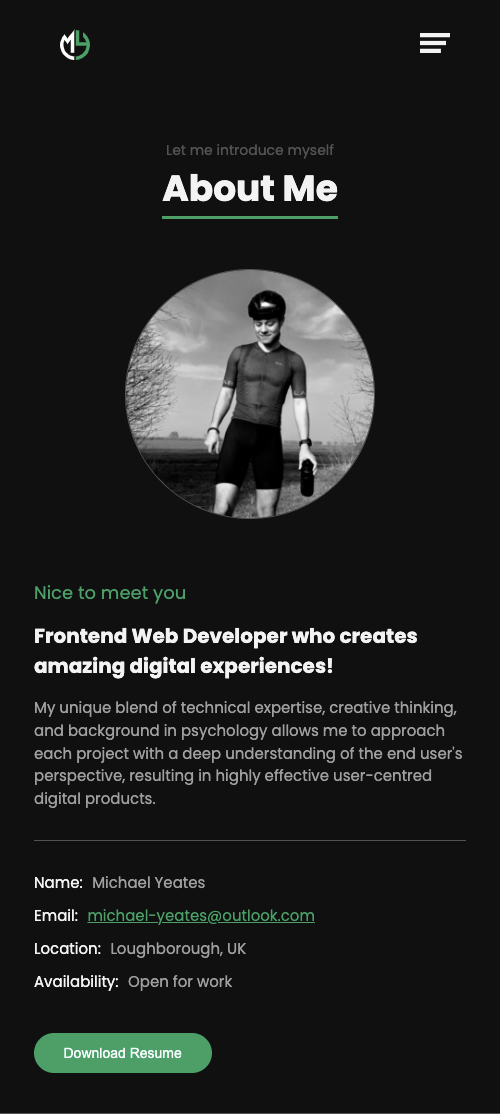 Let me introduce myself
About Me
Nice to meet you
Frontend Web Developer who creates
amazing digital experiences!
My unique blend of technical expertise, creative thinking,
and background in psychology allows me to approach
each project with a deep understanding of the end user's
perspective, resulting in highly effective user-centred
digital products.
Name: Michael Yeates
Email: michael-yeates@outlook.com
Location: Loughborough, UK
Availability: Open for work
Download Resume